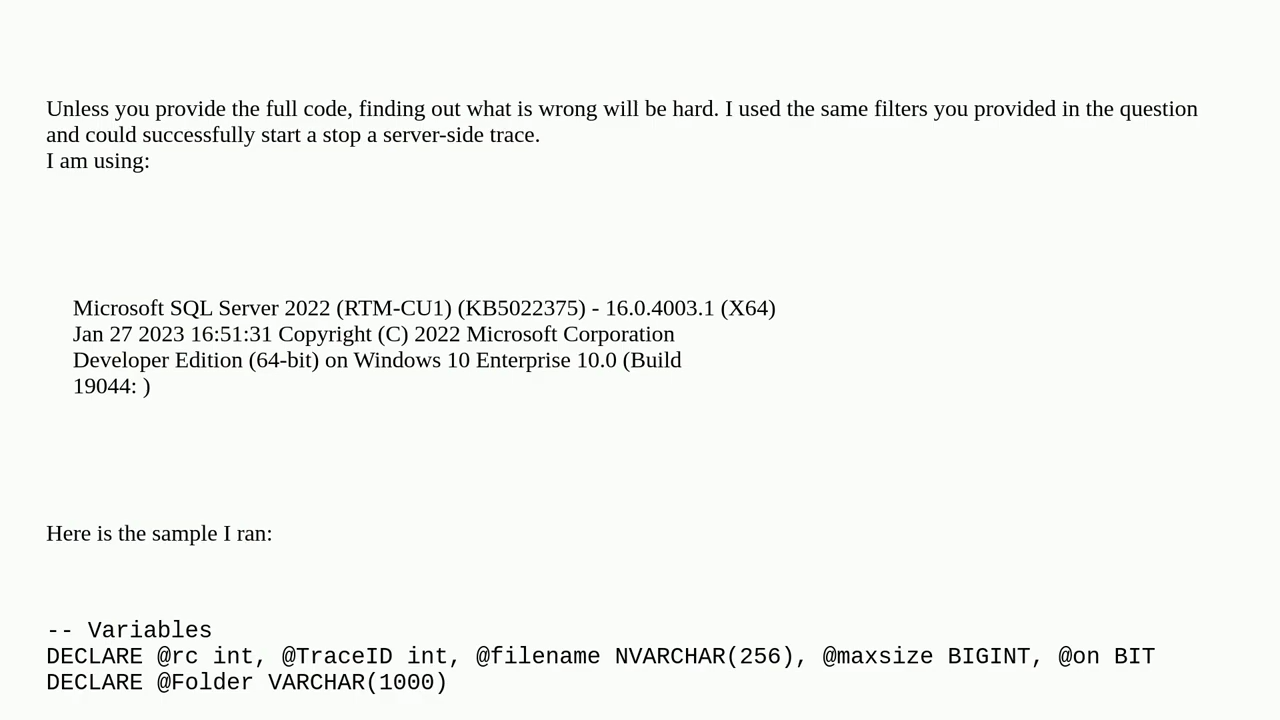 Unless you provide the full code, finding out what is wrong will be hard. I used the same filters you provided in the question
and could successfully start a stop a server-side trace.
I am using:
Microsoft SQL Server 2022 (RTM-CU1) (KB5022375) - 16.0.4003.1 (X64)
Jan 27 2023 16:51:31 Copyright (C) 2022 Microsoft Corporation
Developer Edition (64-bit) on Windows 10 Enterprise 10.0 (Build
19044: )
Here is the sample I ran:
-- Variables
DECLARE @rc int, @TraceID int, @filename NVARCHAR(256), @maxsize BIGINT, @on BIT
DECLARE @Folder VARCHAR(1000)